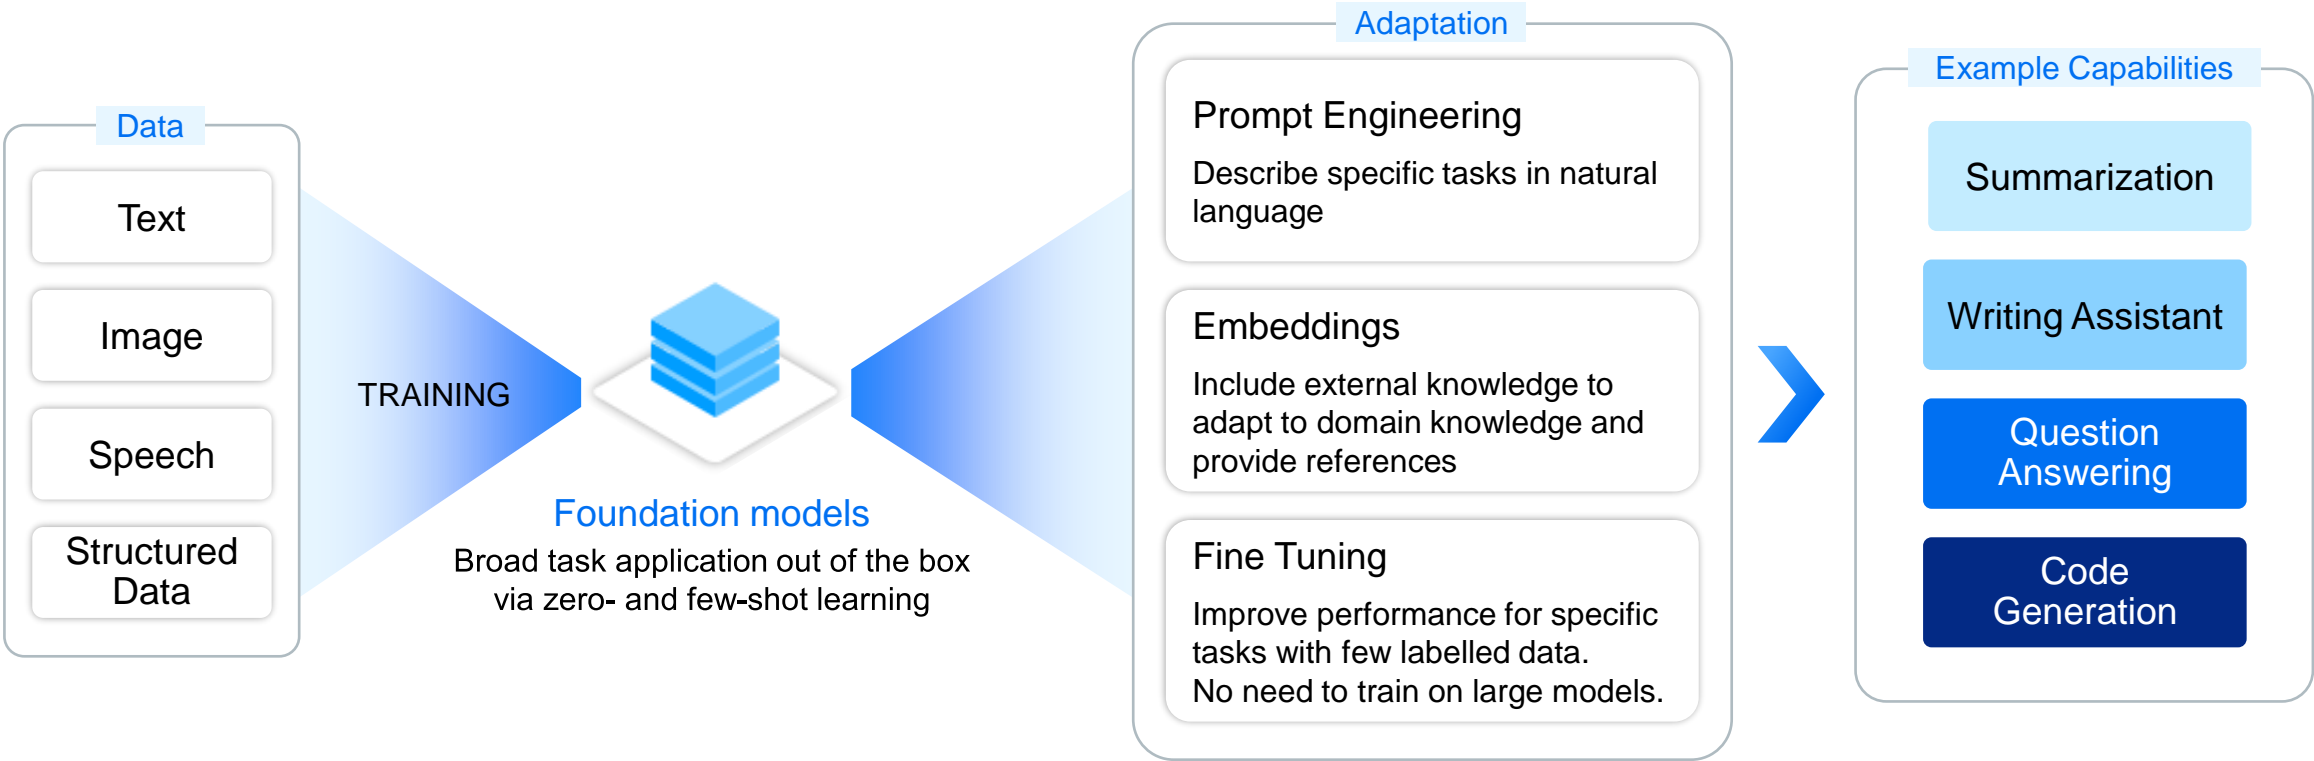 Data
Text
Image
Speech
Structured
Data
TRAINING
Foundation models
Broad task application out of the box
via zero- and few-shot learning
Adaptation
Prompt Engineering
Describe specific tasks in natural
language
Embeddings
Include external knowledge to
adapt to domain knowledge and
provide references
Fine Tuning
Improve performance for specific
tasks with few labelled data.
No need to train on large models.
Example Capabilities
Summarization
Writing Assistant
Question
Answering
Code
Generation